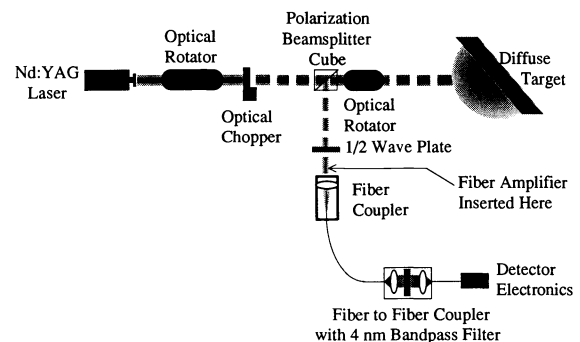 Polarization
Beamsplitter
Cube
Optical
Rotator
Nd:YAG
Laser
Diffuse
Target
Optical
Chopper
Optical
Rotator
1/2 Wave Plate
Fiber
Coupler
Fiber Amplifier
Inserted Here
Detector
Electronics
Fiber to Fiber Coupler
with 4 nm Bandpass Filter